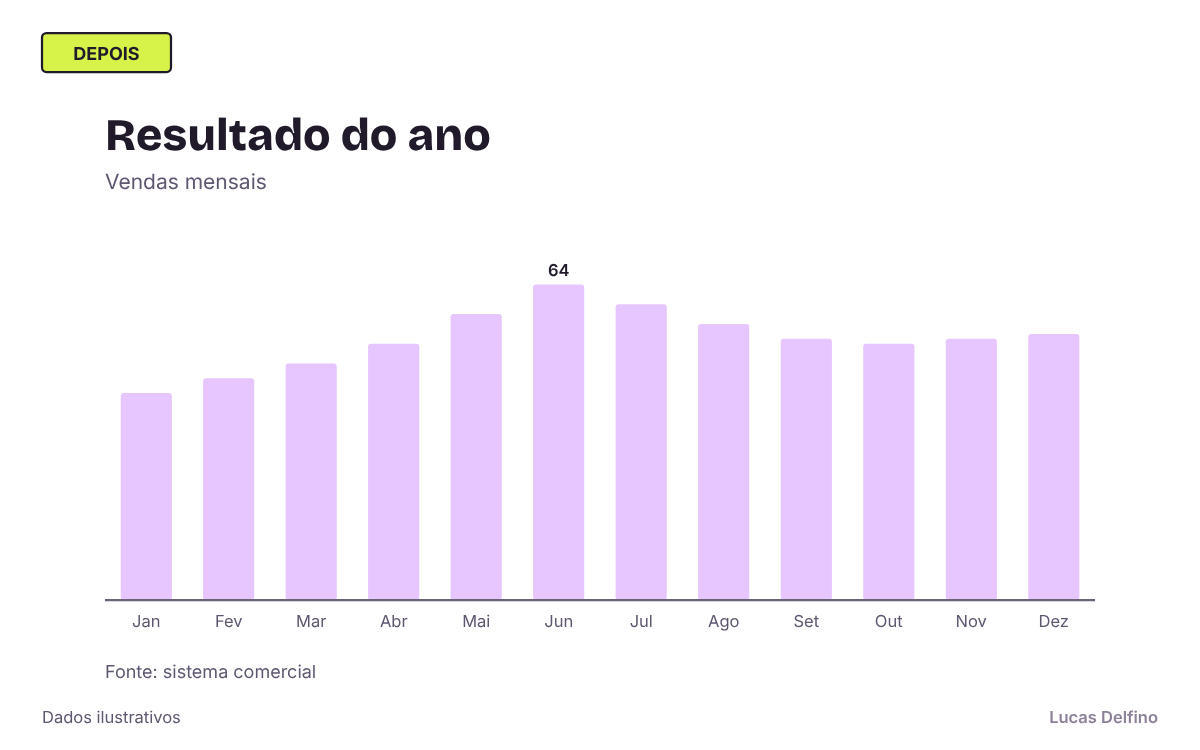 DEPOIS
Resultado do ano
Vendas mensais
64
Jan Fev Mar Abr Mai Jun Jul Ago Set Out Nov Dez
Fonte: sistema comercial
Dados ilustrativos
Lucas Delfino